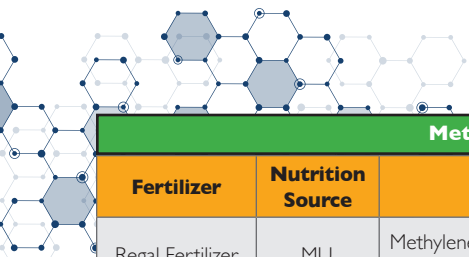 Met
Fertilizer
Nutrition
Source
Methylene
Regal Fertilizer
MU